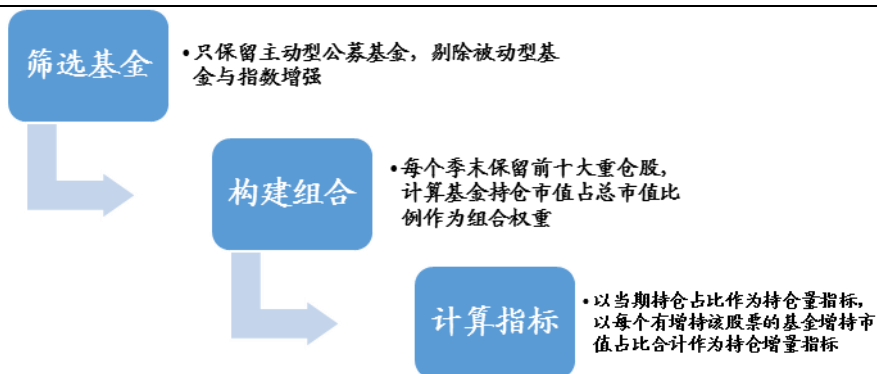 筛选基金
•只保留主动型公募基金，剔除被动型基
金与指数增强
构建组合
•每个季末保留前十大重仓股，
计算基金持仓市值占总市值比
例作为组合权重
计算指标
•以当期持仓占比作为持仓量指标，
以每个有增持该股票的基金增持市
值占比合计作为持仓增量指标